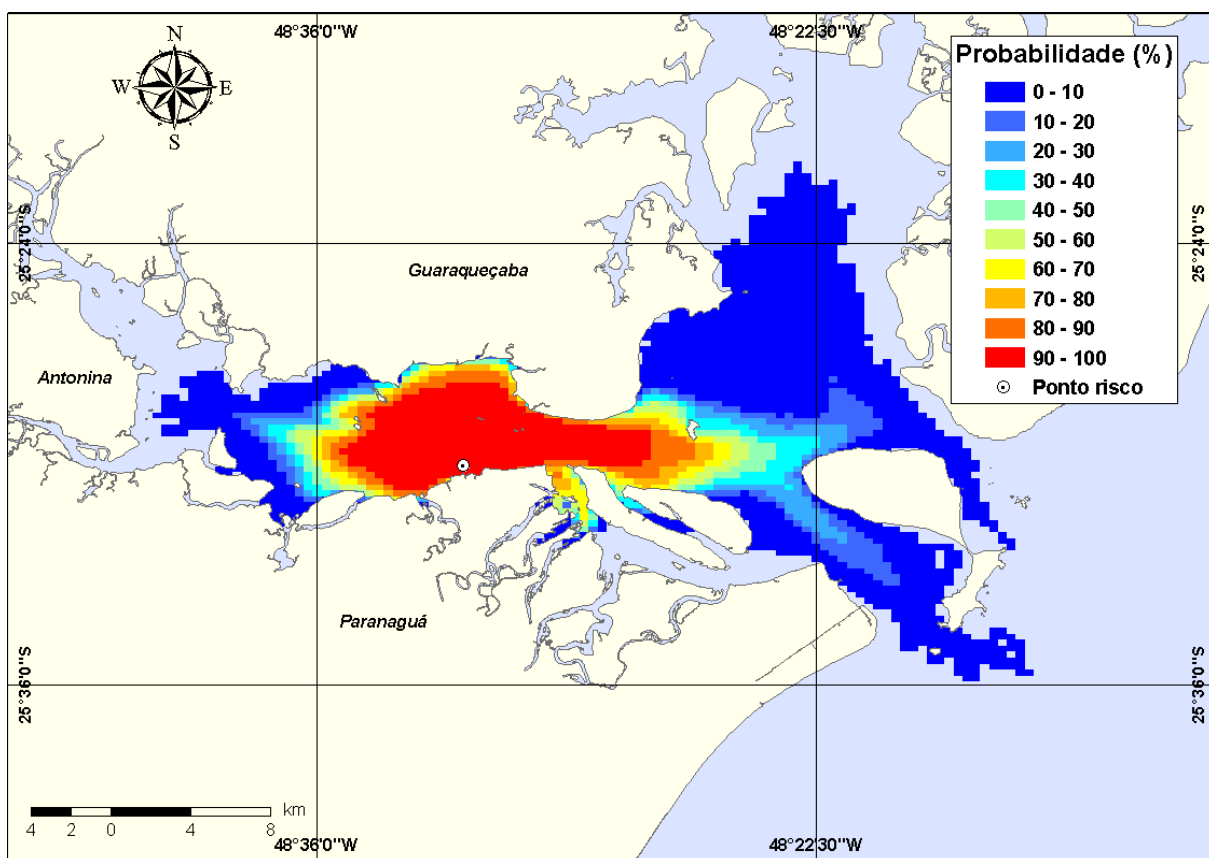 48°36'0"W
48°22'30"W
N
W
E
S
Probabilidade (%)
0 - 10
10 - 20
20 - 30
30 - 40
40 - 50
50 - 60
60 - 70
70 - 80
80 - 90
90 - 100
Ponto risco
25°24'0"S
25°24'0"S
Guaraqueçaba
Antonina
Paranaguá
25°36'0"S
25°36'0"S
km
4 2 0 4 8
48°36'0"W
48°22'30"W